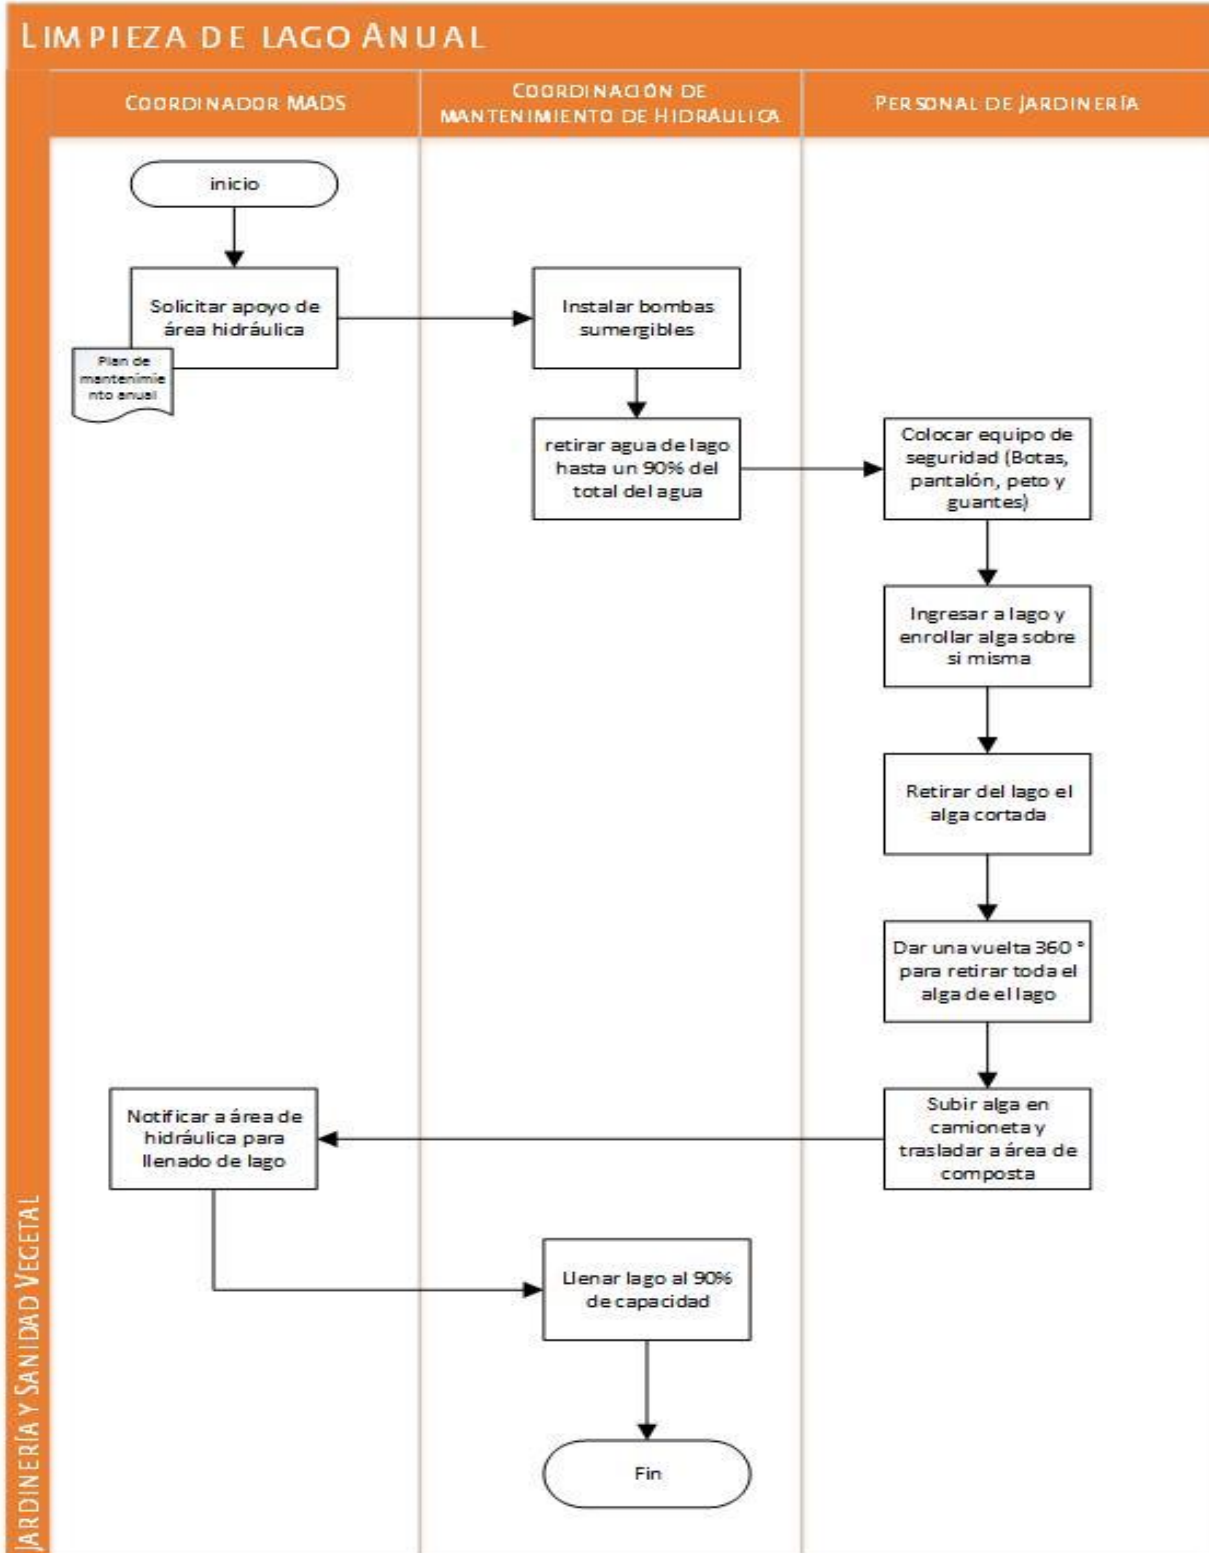 LIMPIEZA DE LAGO ANUAL
COORDINADOR MADS
COORDINACIÓN DE
MANTENIMIENTO DE HIDRÁULICA
PERSONAL DE JARDINERÍA
inicio
Solicitar apoyo de
área hidráulica
Plan de
mantenimie
nto anual
Instalar bombas
sumergibles
retirar agua de lago
hasta un 90% del
total del agua
Colocar equipo de
seguridad (Botas,
pantalón, peto y
guantes)
Ingresar a lago y
enrollar alga sobre
si misma
Retirar del lago el
alga cortada
Dar una vuelta 360 °
para retirar toda el
alga de el lago
Subir alga en
camioneta y
trasladar a área de
composta
Notificar a área de
hidráulica para
llenado de lago
Llenar lago al 90%
de capacidad
Fin
JARDINERÍA Y SANIDAD VEGETAL